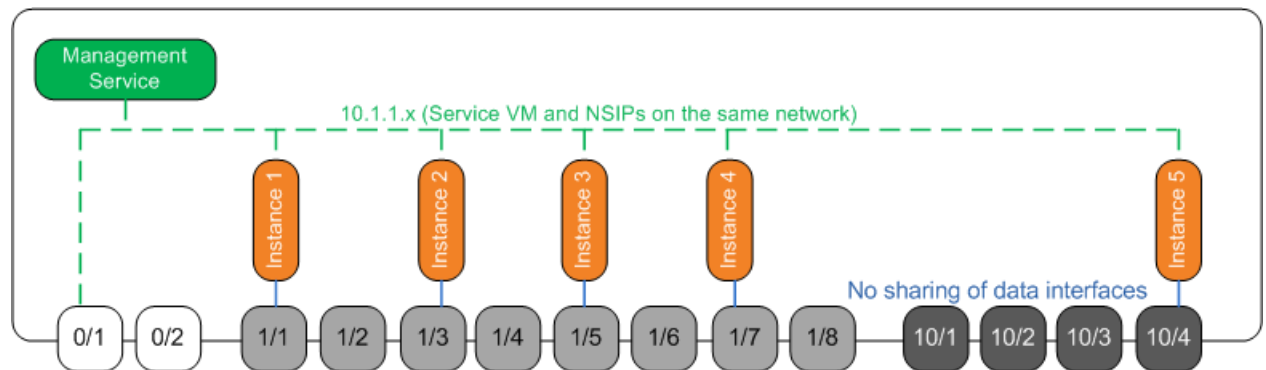 Management
Service
10.1.1.x (Service VM and NSIPs on the same network)
Instance 1
Instance 2
Instance 3
Instance 4
Instance 5
No sharing of data interfaces
0/1
0/2
1/1
1/2
1/3
1/4
1/5
1/6
1/7
1/8
10/1
10/2
10/3
10/4